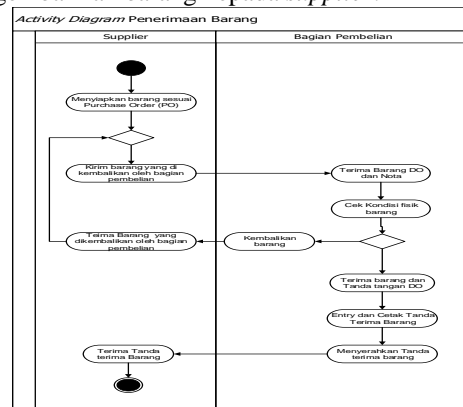 Activity Diagram Penerimaan Barang
Supplier
Bagian Pembelian
Menyiapkan barang sesuai
Purchase Order (PO)
Kirim barang yang di
kembalikan oleh bagian
pembelian
Terima Barang DO
dan Nota
Cek Kondisi fisik
barang
Teima Barang yang
dikembalikan oleh bagian
pembelian
Kembalikan
barang
Terima barang dan
Tanda tangan DO
Entry dan Cetak Tanda
Terima Barang
Terima Tanda
terima Barang
Menyerahkan Tanda
terima barang